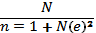 N
n = 1 + N(e)²